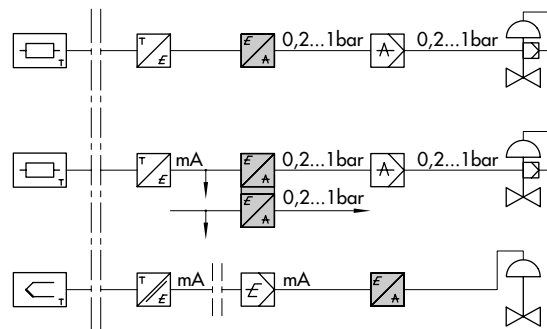 T T E E A 0,2...1bar A 0,2...1bar
T T E mA E A 0,2...1bar A 0,2...1bar
E A 0,2...1bar
T T E mA E mA E A